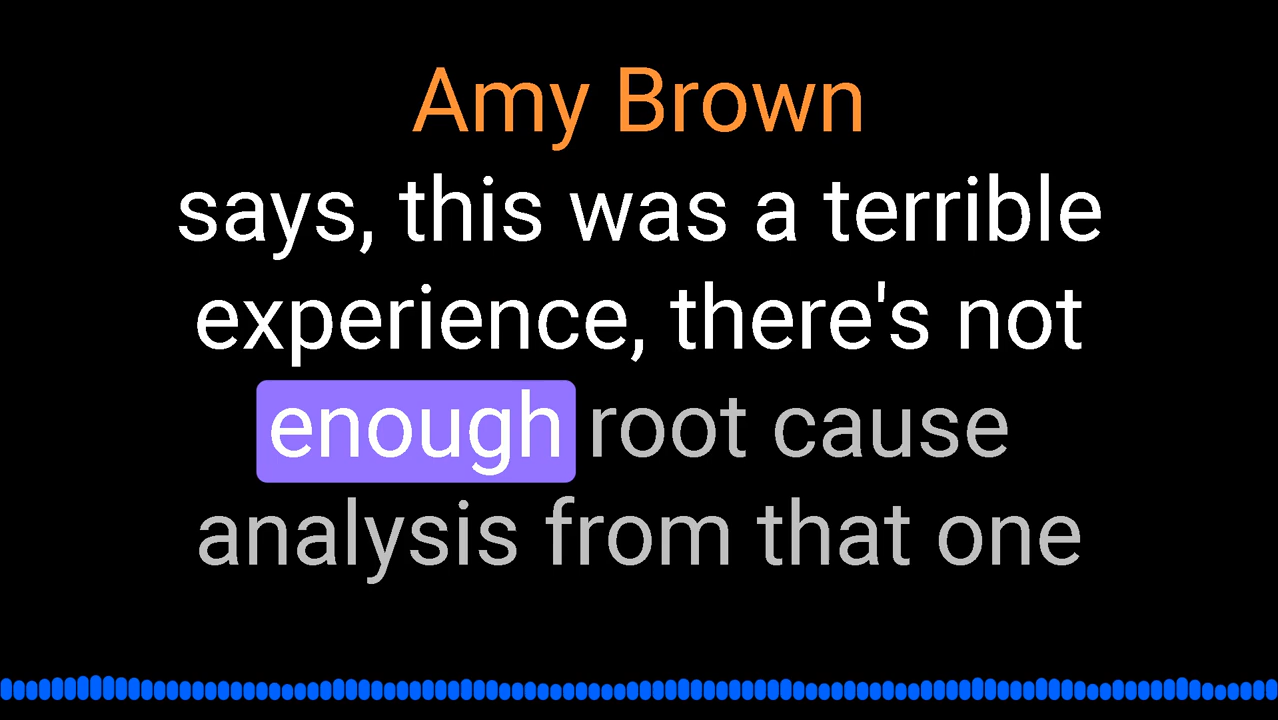 Amy Brown
says, this was a terrible
experience, there's not
enough root cause
analysis from that one